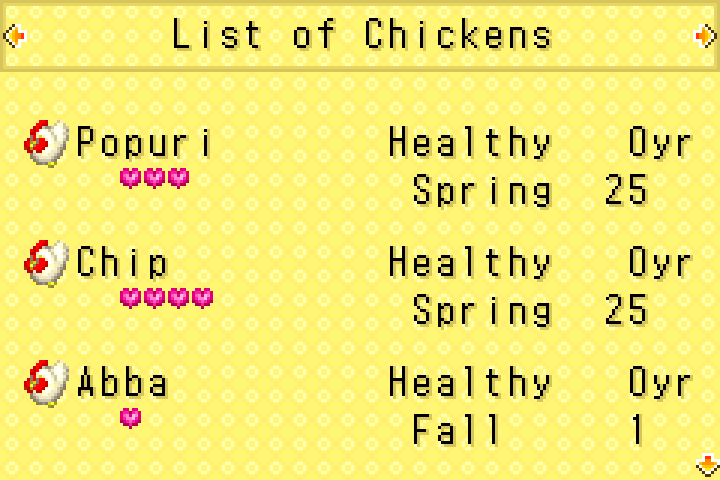 List of Chickens
Popuri Healthy 0yr
Spring 25
Chip Healthy 0yr
Spring 25
Abba Healthy 0yr
Fall 1